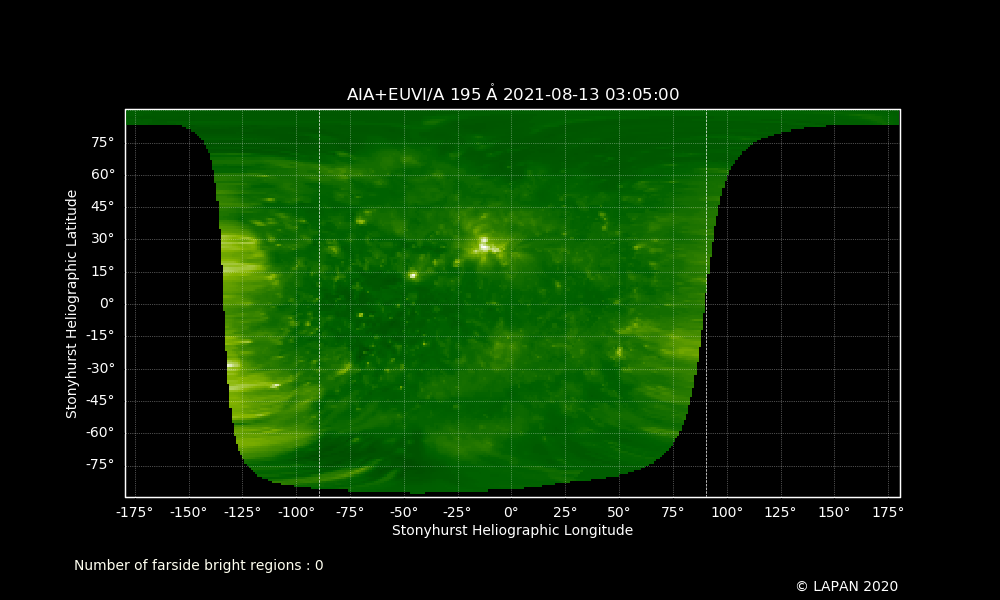 AIA+EUVI/A 195 Å 2021-08-13 03:05:00
75°
60°
45°
30°
15°
0°
-15°
-30°
-45°
-60°
-75°
Stonyhurst Heliographic Latitude
-175° -150° -125° -100° -75° -50° -25° 0° 25° 50° 75° 100° 125° 150° 175°
Stonyhurst Heliographic Longitude
Number of farside bright regions : 0
© LAPAN 2020